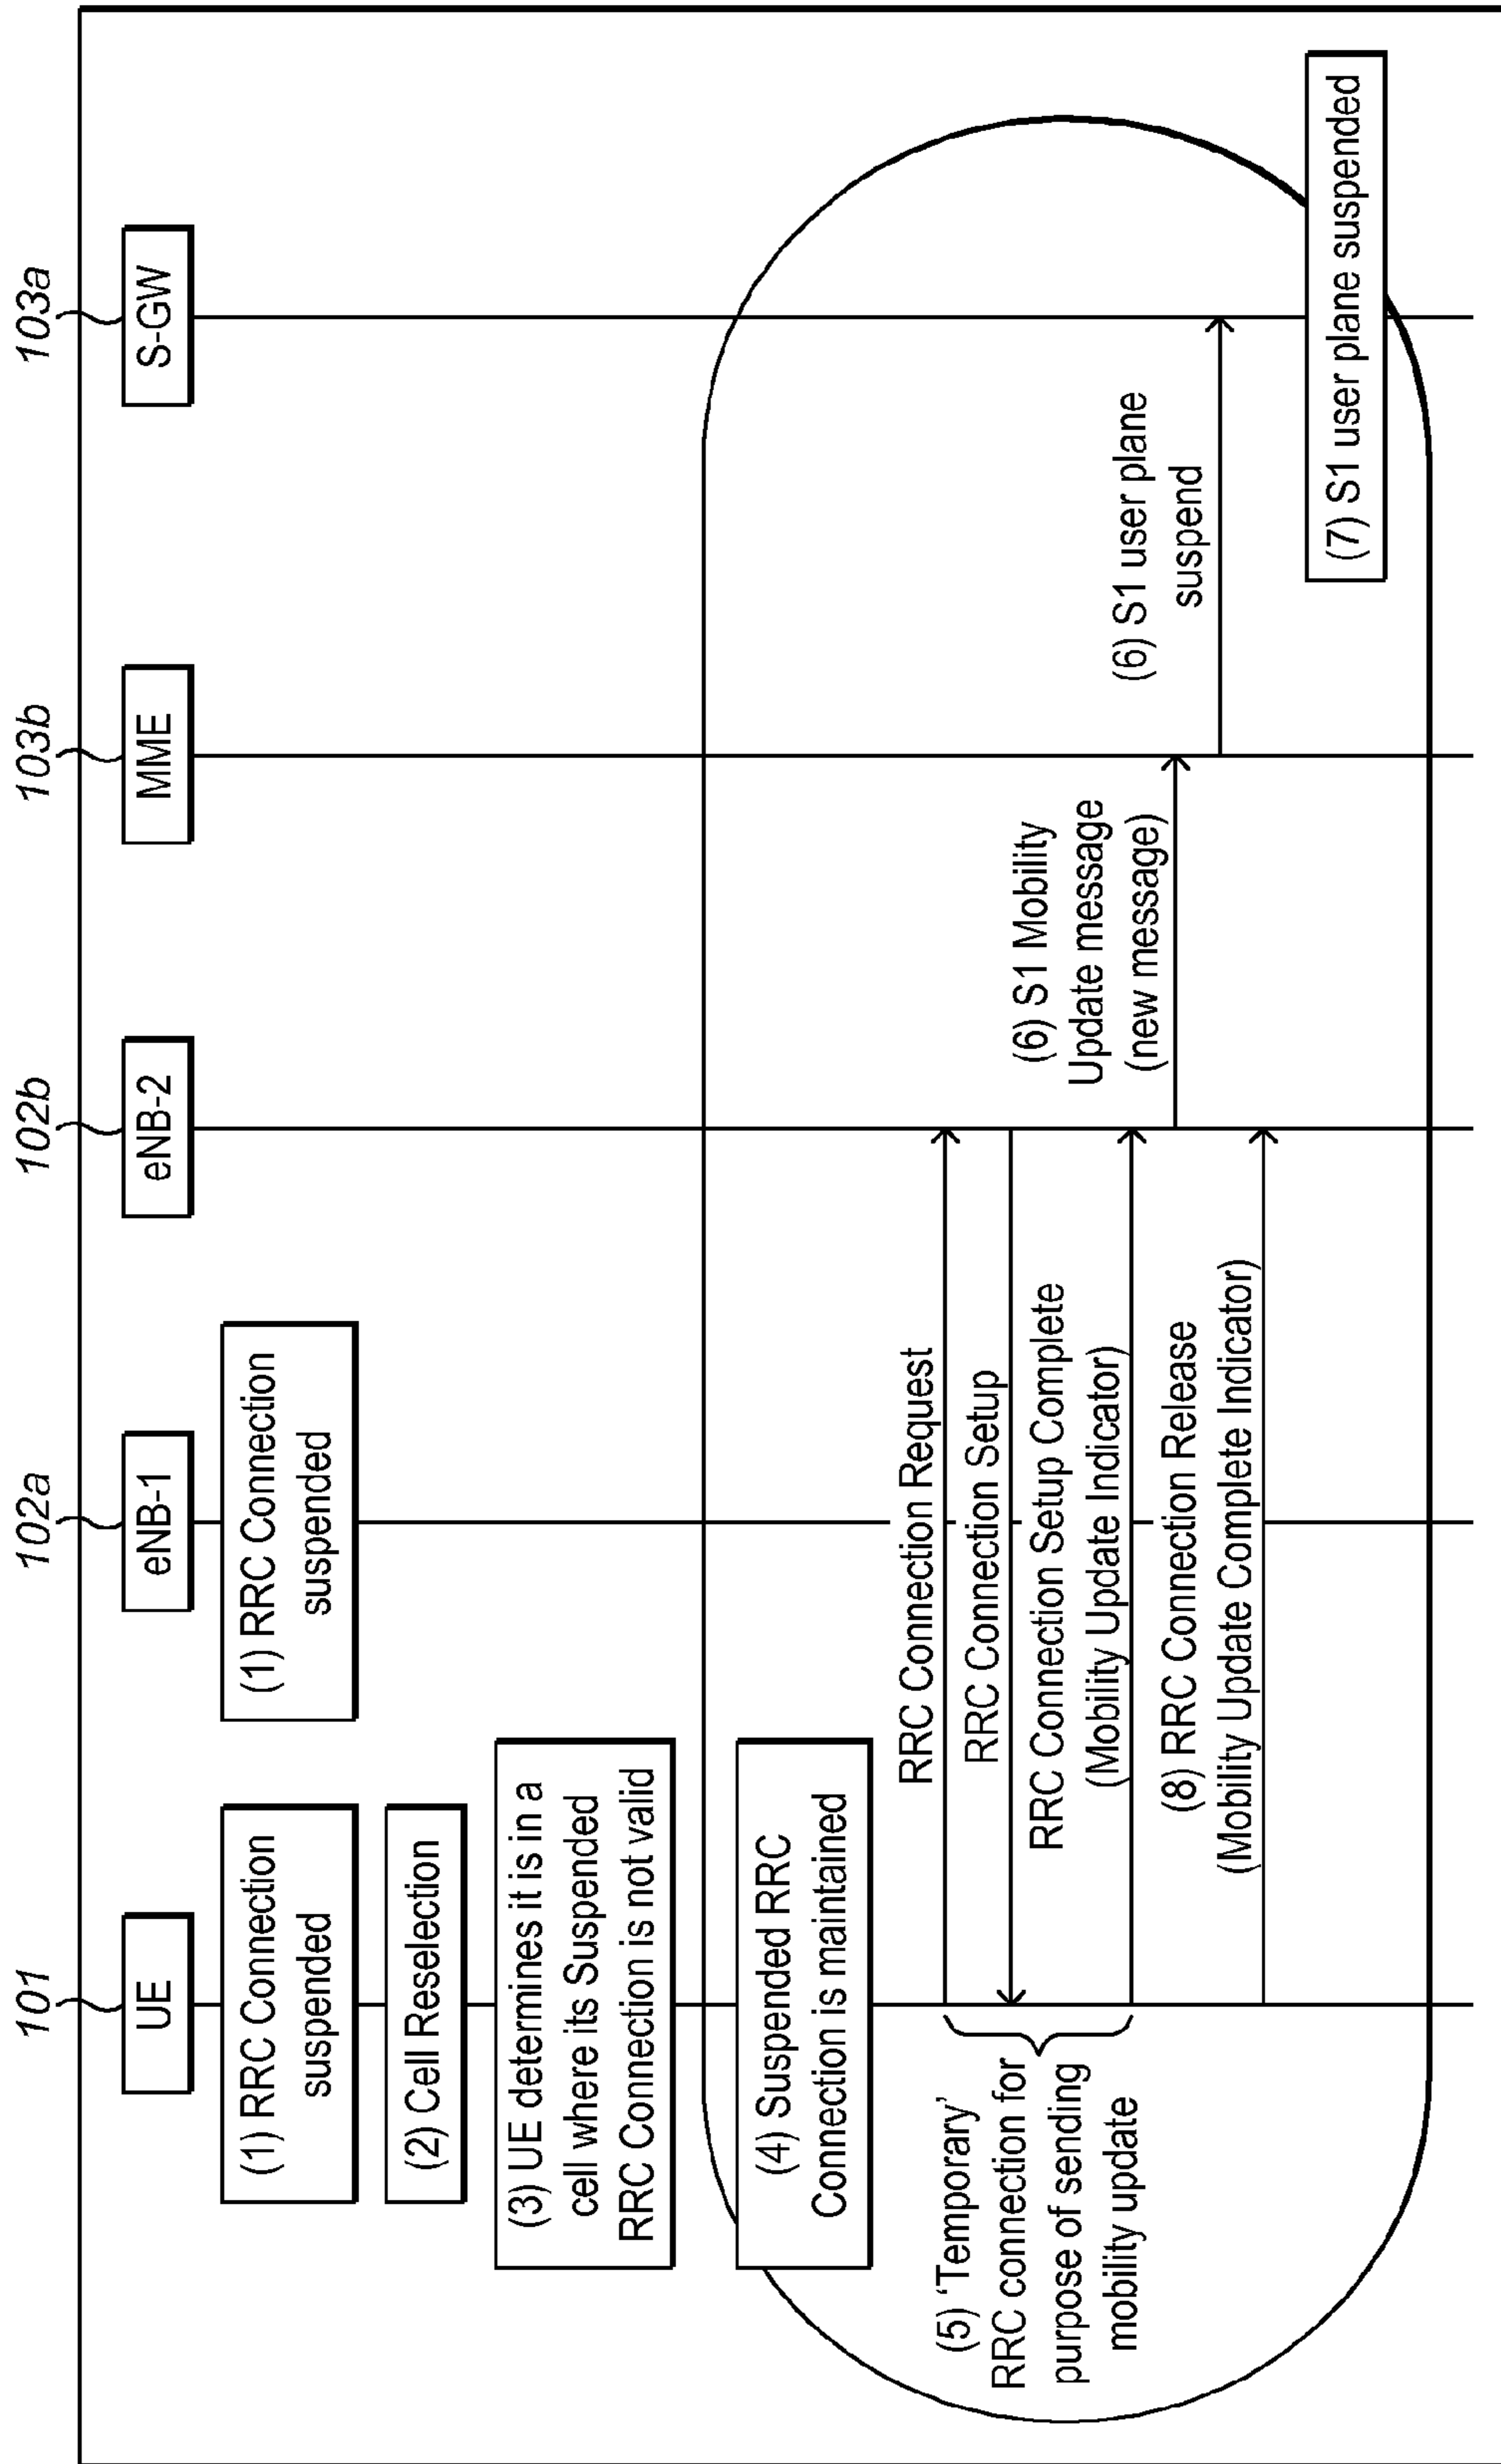 101
102a
102b
103b
103a
UE
eNB-1
eNB-2
MME
S-GW
(1) RRC Connection
suspended
(1) RRC Connection
suspended
(2) Cell Reselection
(3) UE determines it is in a
cell where its Suspended
RRC Connection is not valid
(4) Suspended RRC
Connection is maintained
RRC Connection Request
RRC Connection Setup
RRC Connection Setup Complete
(Mobility Update Indicator)
(5) ‘Temporary’
RRC connection for
purpose of sending
mobility update
(6) S1 Mobility
Update message
(new message)
(6) S1 user plane
suspend
(8) RRC Connection Release
(Mobility Update Complete Indicator)
(7) S1 user plane suspended